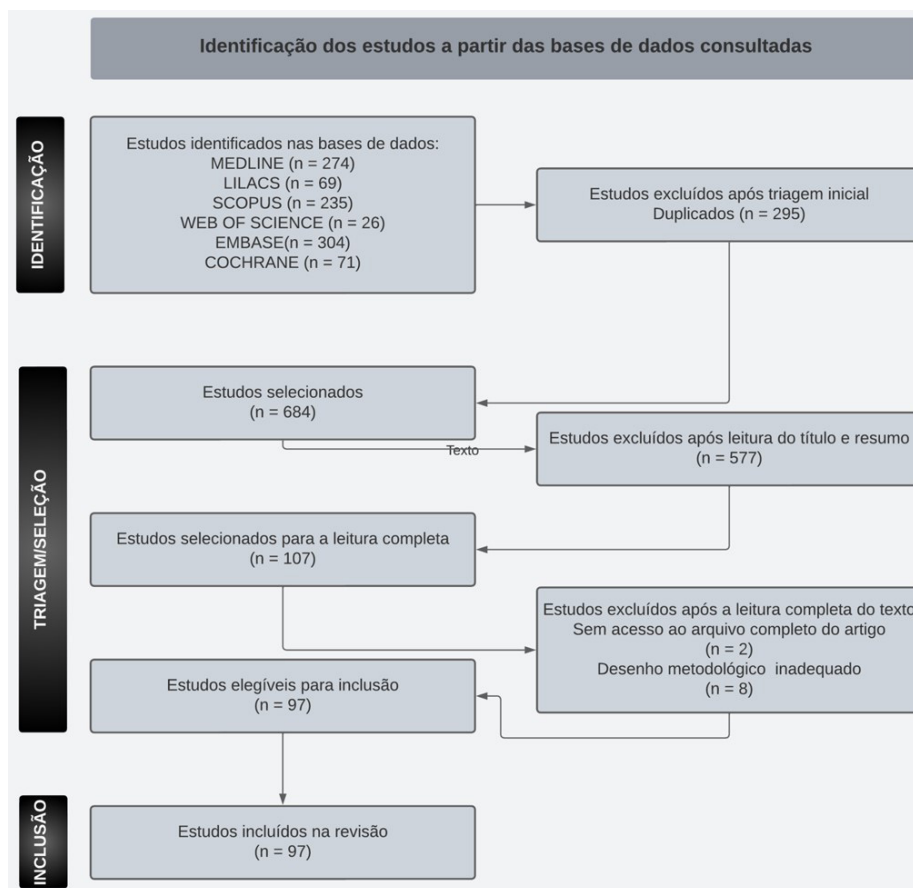 Identificação dos estudos a partir das bases de dados consultadas
IDENTIFICAÇÃO
Estudos identificados nas bases de dados:
MEDLINE (n = 274)
LILACS (n = 69)
SCOPUS (n = 235)
WEB OF SCIENCE (n = 26)
EMBASE(n = 304)
COCHRANE (n = 71)
Estudos excluídos após triagem inicial
Duplicados (n = 295)
TRIAGEM/SELEÇÃO
Estudos selecionados
(n = 684)
Texto
Estudos excluídos após leitura do título e resumo
(n = 577)
Estudos selecionados para a leitura completa
(n = 107)
Estudos excluídos após a leitura completa do texto
Sem acesso ao arquivo completo do artigo
(n = 2)
Desenho metodológico inadequado
(n = 8)
Estudos elegíveis para inclusão
(n = 97)
INCLUSÃO
Estudos incluídos na revisão
(n = 97)